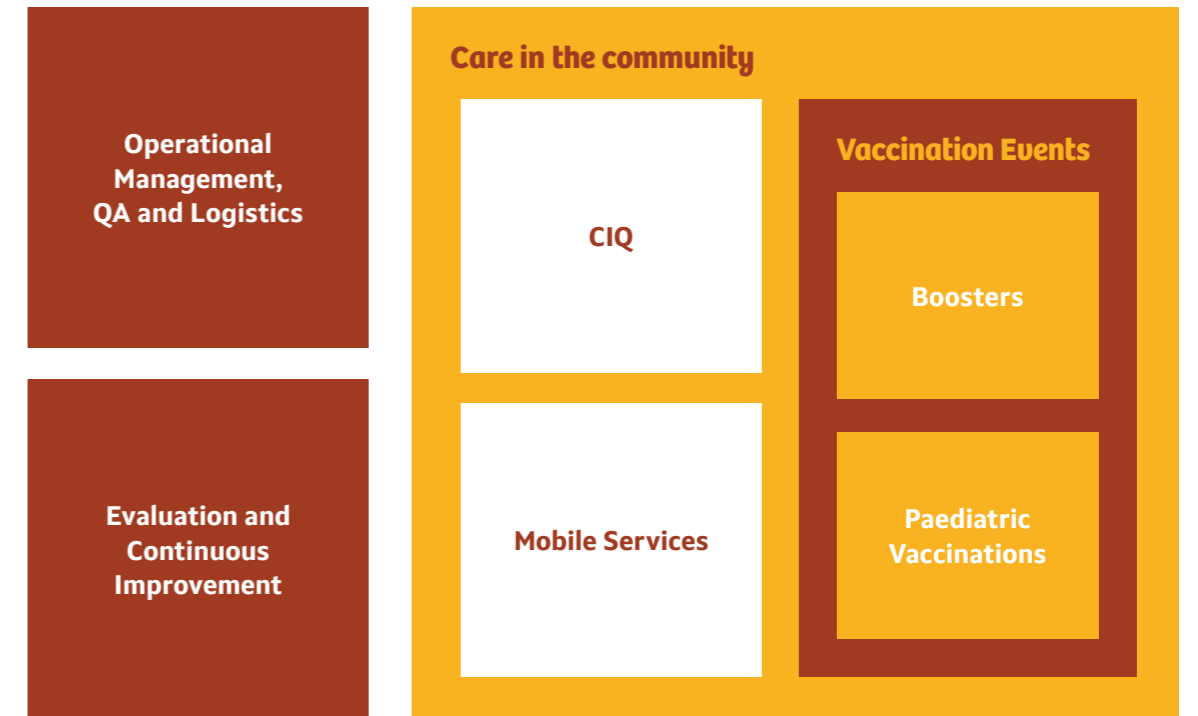 Operational
Management,
QA and Logistics
Evaluation and
Continuous
Improvement
Care in the community
CIQ
Mobile Services
Vaccination Events
Boosters
Paediatric
Vaccinations